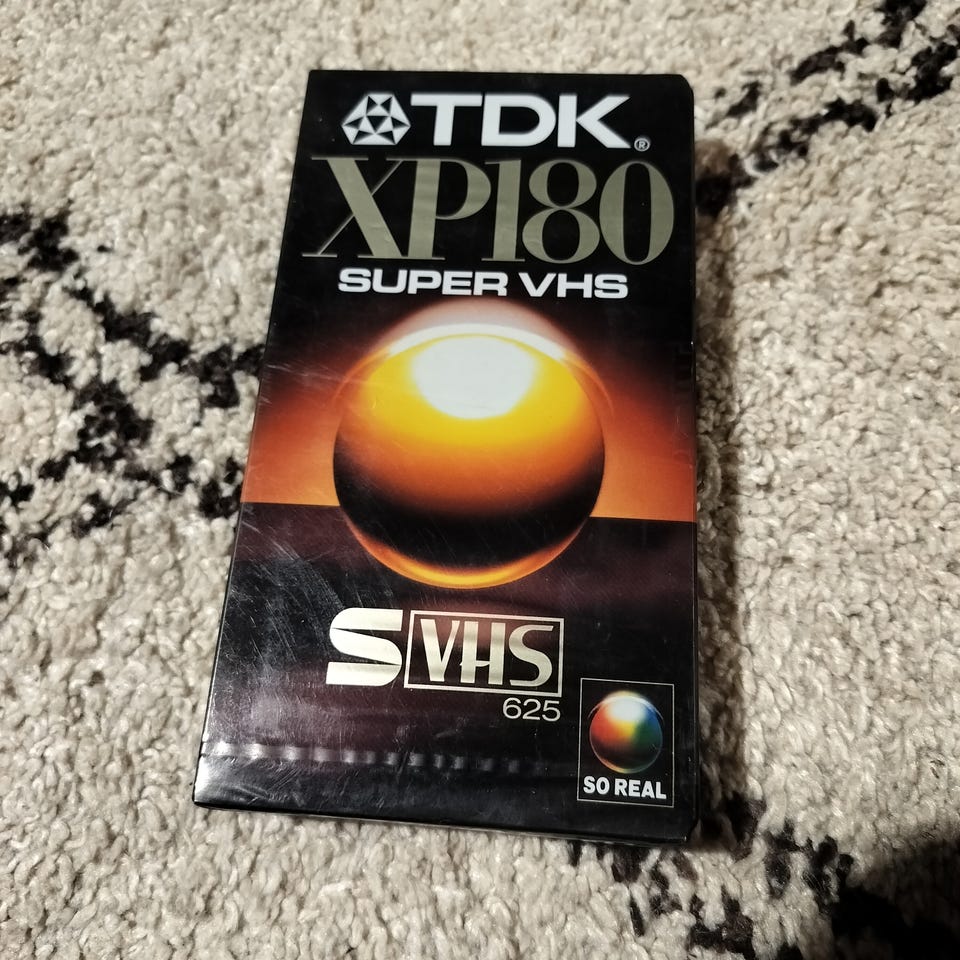 TDK®
XP180
SUPER VHS
S VHS
625
SO REAL